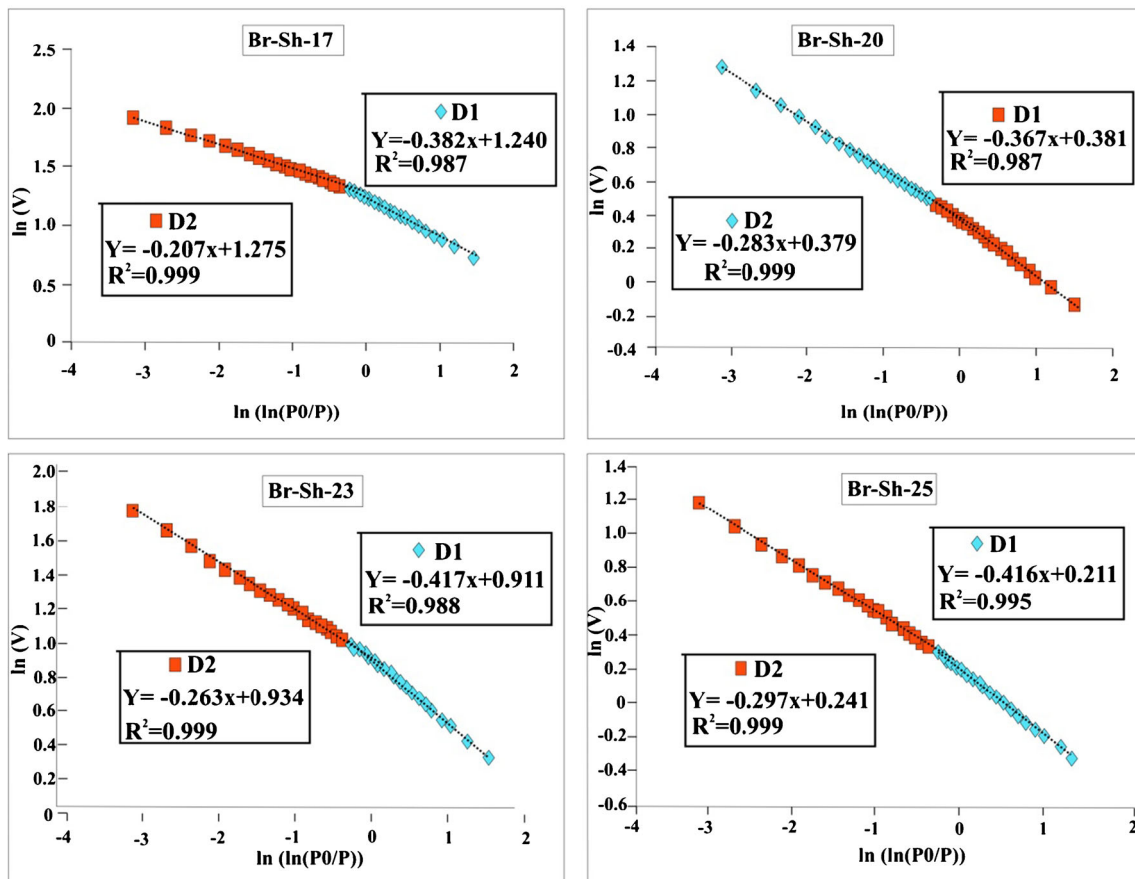 Br-Sh-17
2.5
2.0
1.5
1.0
0.5
0
ln (V)
D1
Y=-0.382x+1.240
R²=0.987
D2
Y= -0.207x+1.275
R²=0.999
-4 -3 -2 -1 0 1 2
ln (ln(P0/P))
Br-Sh-20
1.4
1.2
1.0
0.80
0.6
0.4
0.2
0
-0.2
-0.4
ln (V)
D1
Y= -0.367x+0.381
R²=0.987
D2
Y= -0.283x+0.379
R²=0.999
-4 -3 -2 -1 0 1 2
ln (ln(P0/P))
Br-Sh-23
2.0
1.8
1.6
1.4
1.2
1.0
0.8
0.6
0.4
0.2
0
ln (V)
D1
Y= -0.417x+0.911
R²=0.988
D2
Y= -0.263x+0.934
R²=0.999
-4 -3 -2 -1 0 1 2
ln (ln(P0/P))
Br-Sh-25
1.4
1.2
1.0
0.8
0.6
0.4
0.2
0
-0.2
-0.4
-0.6
ln (V)
D1
Y= -0.416x+0.211
R²=0.995
D2
Y= -0.297x+0.241
R²=0.999
-4 -3 -2 -1 0 1 2
ln (ln(P0/P))